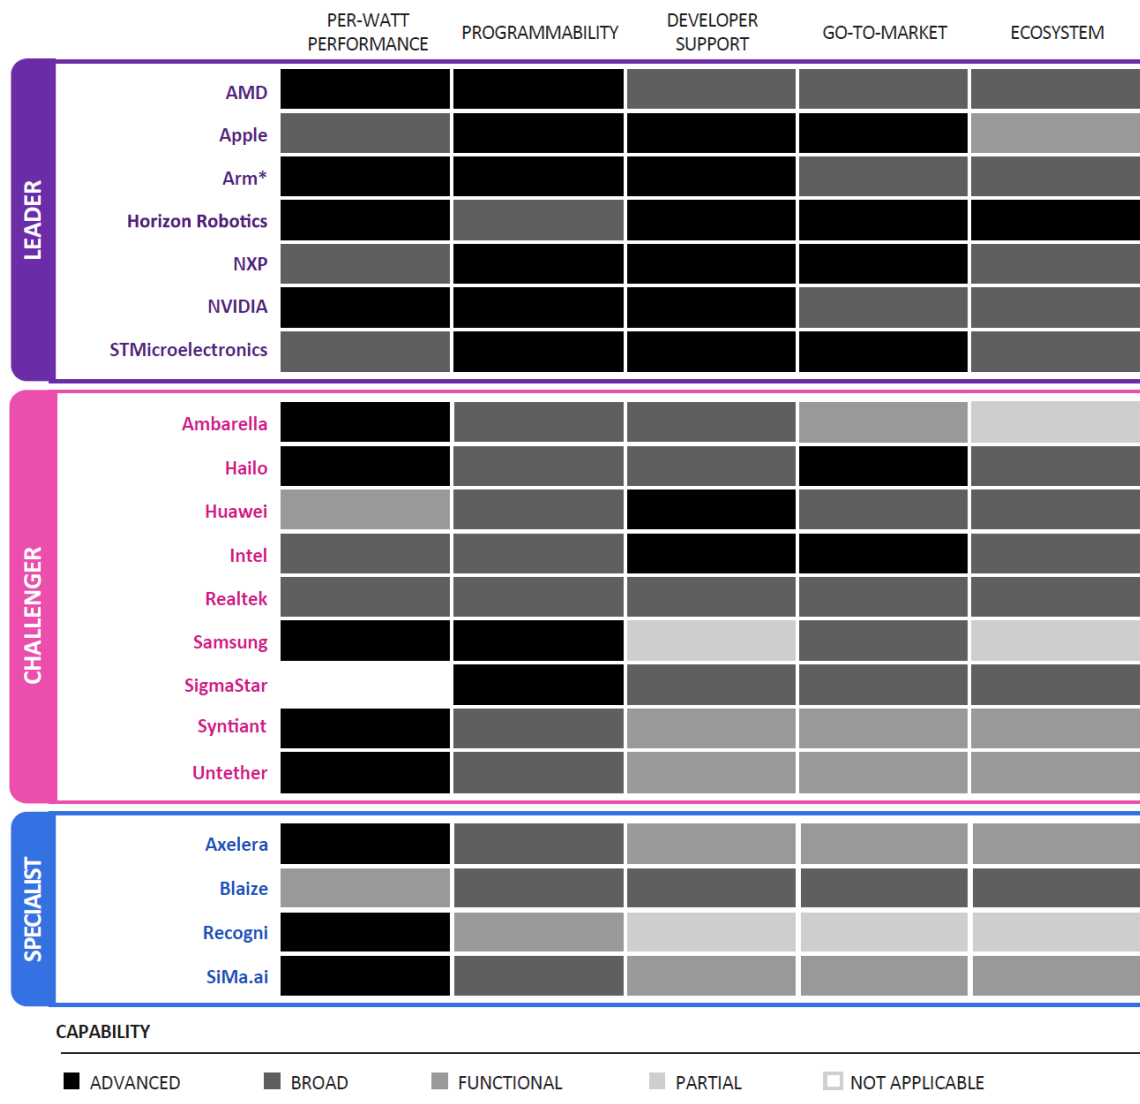 PER-WATT
PERFORMANCE
PROGRAMMABILITY
DEVELOPER
SUPPORT
GO-TO-MARKET
ECOSYSTEM
LEADER
AMD
Apple
Arm*
Horizon Robotics
NXP
NVIDIA
STMicroelectronics
CHALLENGER
Ambarella
Hailo
Huawei
Intel
Realtek
Samsung
SigmaStar
Syntiant
Untether
SPECIALIST
Axelera
Blaize
Recogni
SiMa.ai
CAPABILITY
ADVANCED
BROAD
FUNCTIONAL
PARTIAL
NOT APPLICABLE